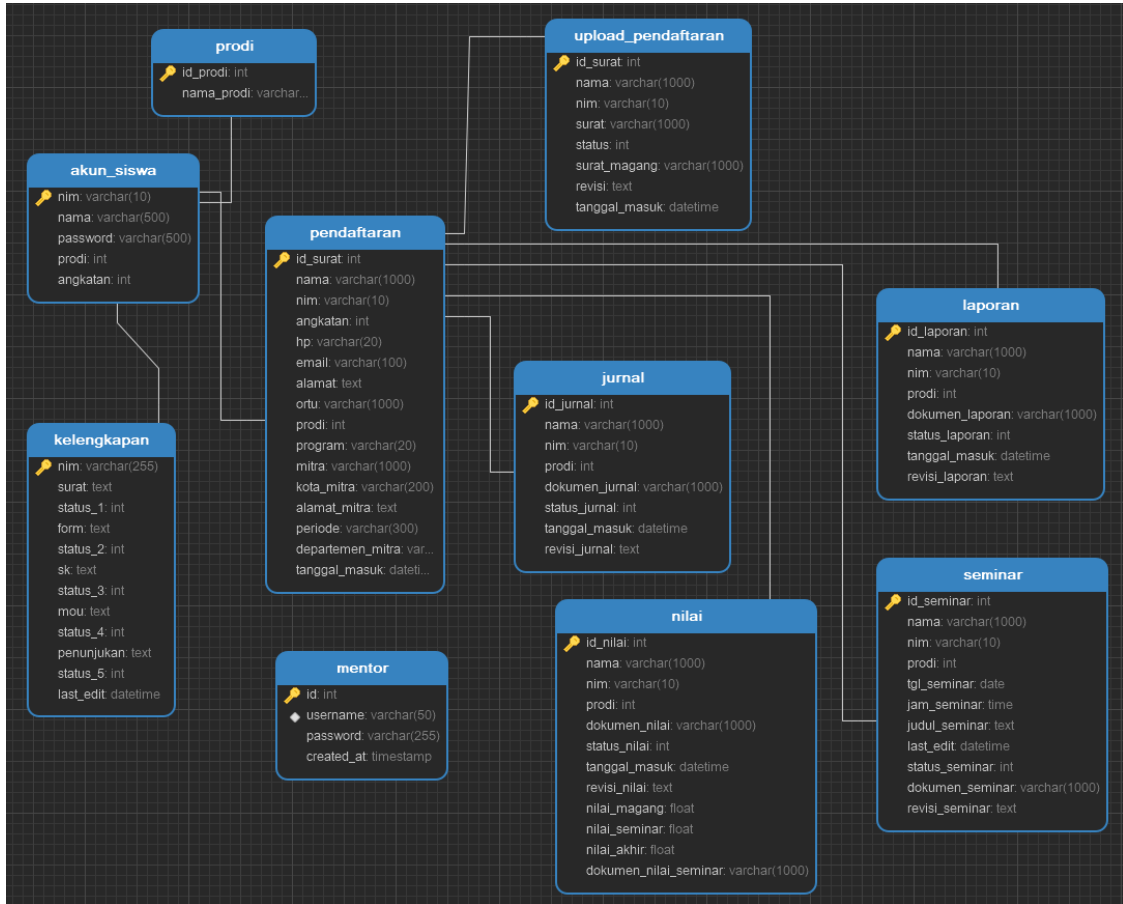 prodi
id_prodi: int
nama_prodi: varchar...
akun_siswa
nim: varchar(10)
nama: varchar(500)
password: varchar(500)
prodi: int
angkatan: int
kelengkapan
nim: varchar(255)
surat: text
status_1: int
form: text
status_2: int
sk: text
status_3: int
mou: text
status_4: int
penunjukan: text
status_5: int
last_edit: datetime
pendaftaran
id_surat: int
nama: varchar(1000)
nim: varchar(10)
angkatan: int
hp: varchar(20)
email: varchar(100)
alamat: text
ortu: varchar(1000)
prodi: int
program: varchar(20)
mitra: varchar(1000)
kota_mitra: varchar(200)
alamat_mitra: text
periode: varchar(300)
departemen_mitra: var...
tanggal_masuk: dateti...
mentor
id: int
username: varchar(50)
password: varchar(255)
created_at: timestamp
upload_pendaftaran
id_surat: int
nama: varchar(1000)
nim: varchar(10)
surat: varchar(1000)
status: int
surat_magang: varchar(1000)
revisi: text
tanggal_masuk: datetime
jurnal
id_jurnal: int
nama: varchar(1000)
nim: varchar(10)
prodi: int
dokumen_jurnal: varchar(1000)
status_jurnal: int
tanggal_masuk: datetime
revisi_jurnal: text
nilai
id_nilai: int
nama: varchar(1000)
nim: varchar(10)
prodi: int
dokumen_nilai: varchar(1000)
status_nilai: int
tanggal_masuk: datetime
revisi_nilai: text
nilai_magang: float
nilai_seminar: float
nilai_akhir: float
dokumen_nilai_seminar: varchar(1000)
laporan
id_laporan: int
nama: varchar(1000)
nim: varchar(10)
prodi: int
dokumen_laporan: varchar(1000)
status_laporan: int
tanggal_masuk: datetime
revisi_laporan: text
seminar
id_seminar: int
nama: varchar(1000)
nim: varchar(10)
prodi: int
tgl_seminar: date
jam_seminar: time
judul_seminar: text
last_edit: datetime
status_seminar: int
dokumen_seminar: varchar(1000)
revisi_seminar: text